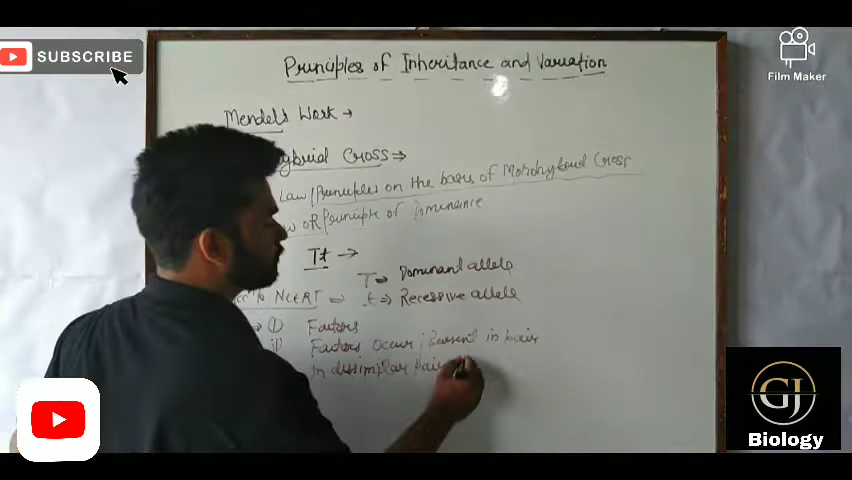 SUBSCRIBE
Film Maker
Principles of Inheritance and Variation
Mendel's Work →
hybrid Cross ⇒
Law/Principles on the basis of Monohybrid Cross
OR Principle of Dominance
Tt →
T ⇒ Dominant allele
to NCERT ⇒ t ⇒ Recessive allele
→ (i) Factors
ii) Factors occur / Present in pair
In dissimilar pair
GJ
Biology